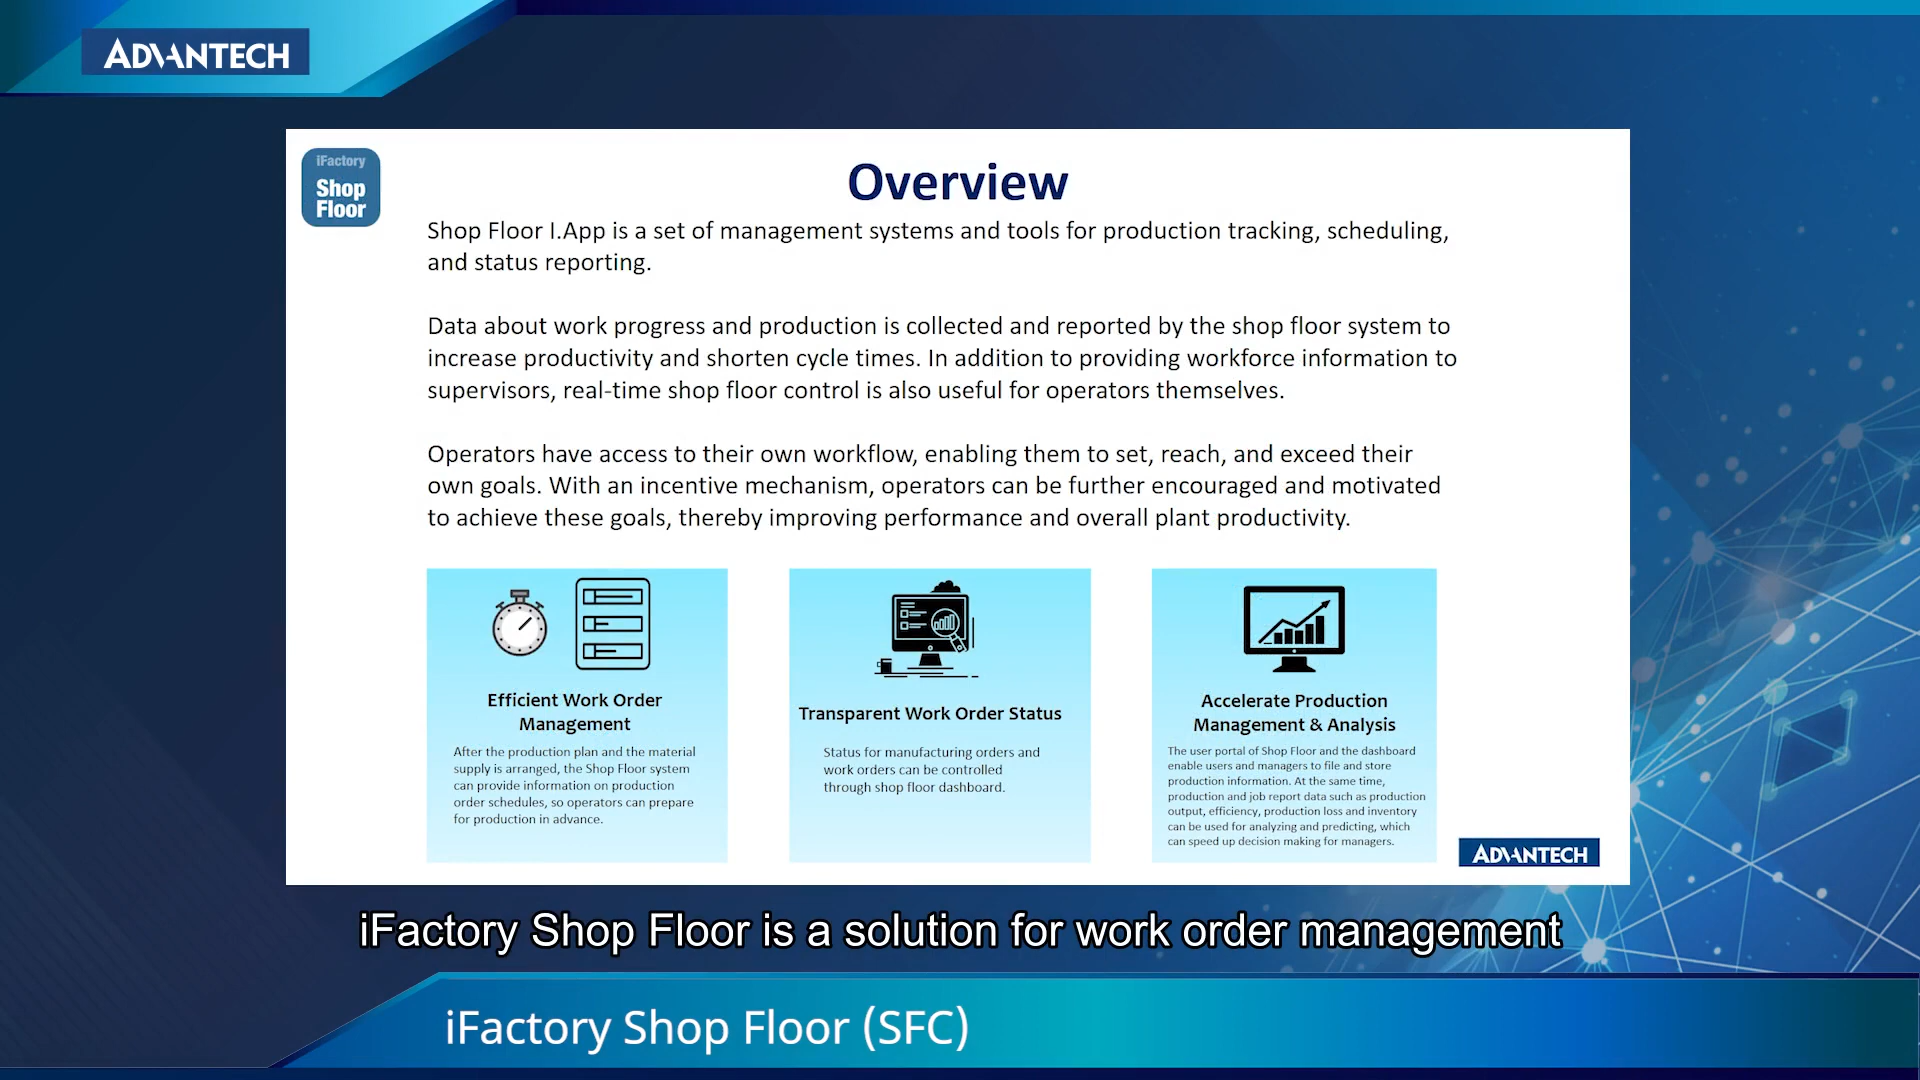 ADVANTECH
iFactory
Shop
Floor
Overview
Shop Floor I.App is a set of management systems and tools for production tracking, scheduling,
and status reporting.
Data about work progress and production is collected and reported by the shop floor system to
increase productivity and shorten cycle times. In addition to providing workforce information to
supervisors, real-time shop floor control is also useful for operators themselves.
Operators have access to their own workflow, enabling them to set, reach, and exceed their
own goals. With an incentive mechanism, operators can be further encouraged and motivated
to achieve these goals, thereby improving performance and overall plant productivity.
Efficient Work Order
Management
After the production plan and the material
supply is arranged, the Shop Floor system
can provide information on production
order schedules, so operators can prepare
for production in advance.
Transparent Work Order Status
Status for manufacturing orders and
work orders can be controlled
through shop floor dashboard.
Accelerate Production
Management & Analysis
The user portal of Shop Floor and the dashboard
enable users and managers to file and store
production information. At the same time,
production and job report data such as production
output, efficiency, production loss and inventory
can be used for analyzing and predicting, which
can speed up decision making for managers.
ADVANTECH
iFactory Shop Floor is a solution for work order management
iFactory Shop Floor (SFC)